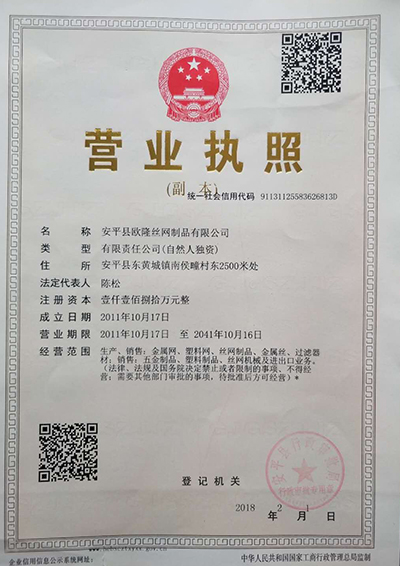 营业执照
(副 本)
统一社会信用代码 91131125583626813D
名 称 安平县欧隆丝网制品有限公司
类 型 有限责任公司(自然人独资)
住 所 安平县东黄城镇南侯疃村东2500米处
法定代表人 陈松
注册资本 壹仟壹佰捌拾万元整
成立日期 2011年10月17日
营业期限 2011年10月17日 至 2041年10月16日
经营范围 生产、销售:金属网、塑料网、丝网制品、金属丝、过滤器
材;销售:五金制品、塑料制品、丝网机械及进出口业务。
(法律、法规及国务院决定禁止或者限制的事项、不得经
营;需要其他部门审批的事项,待批准后方可经营)*
登记机关
2018 2 1
年 月 日
企业信用信息公示系统网址:
中华人民共和国国家工商行政管理总局监制